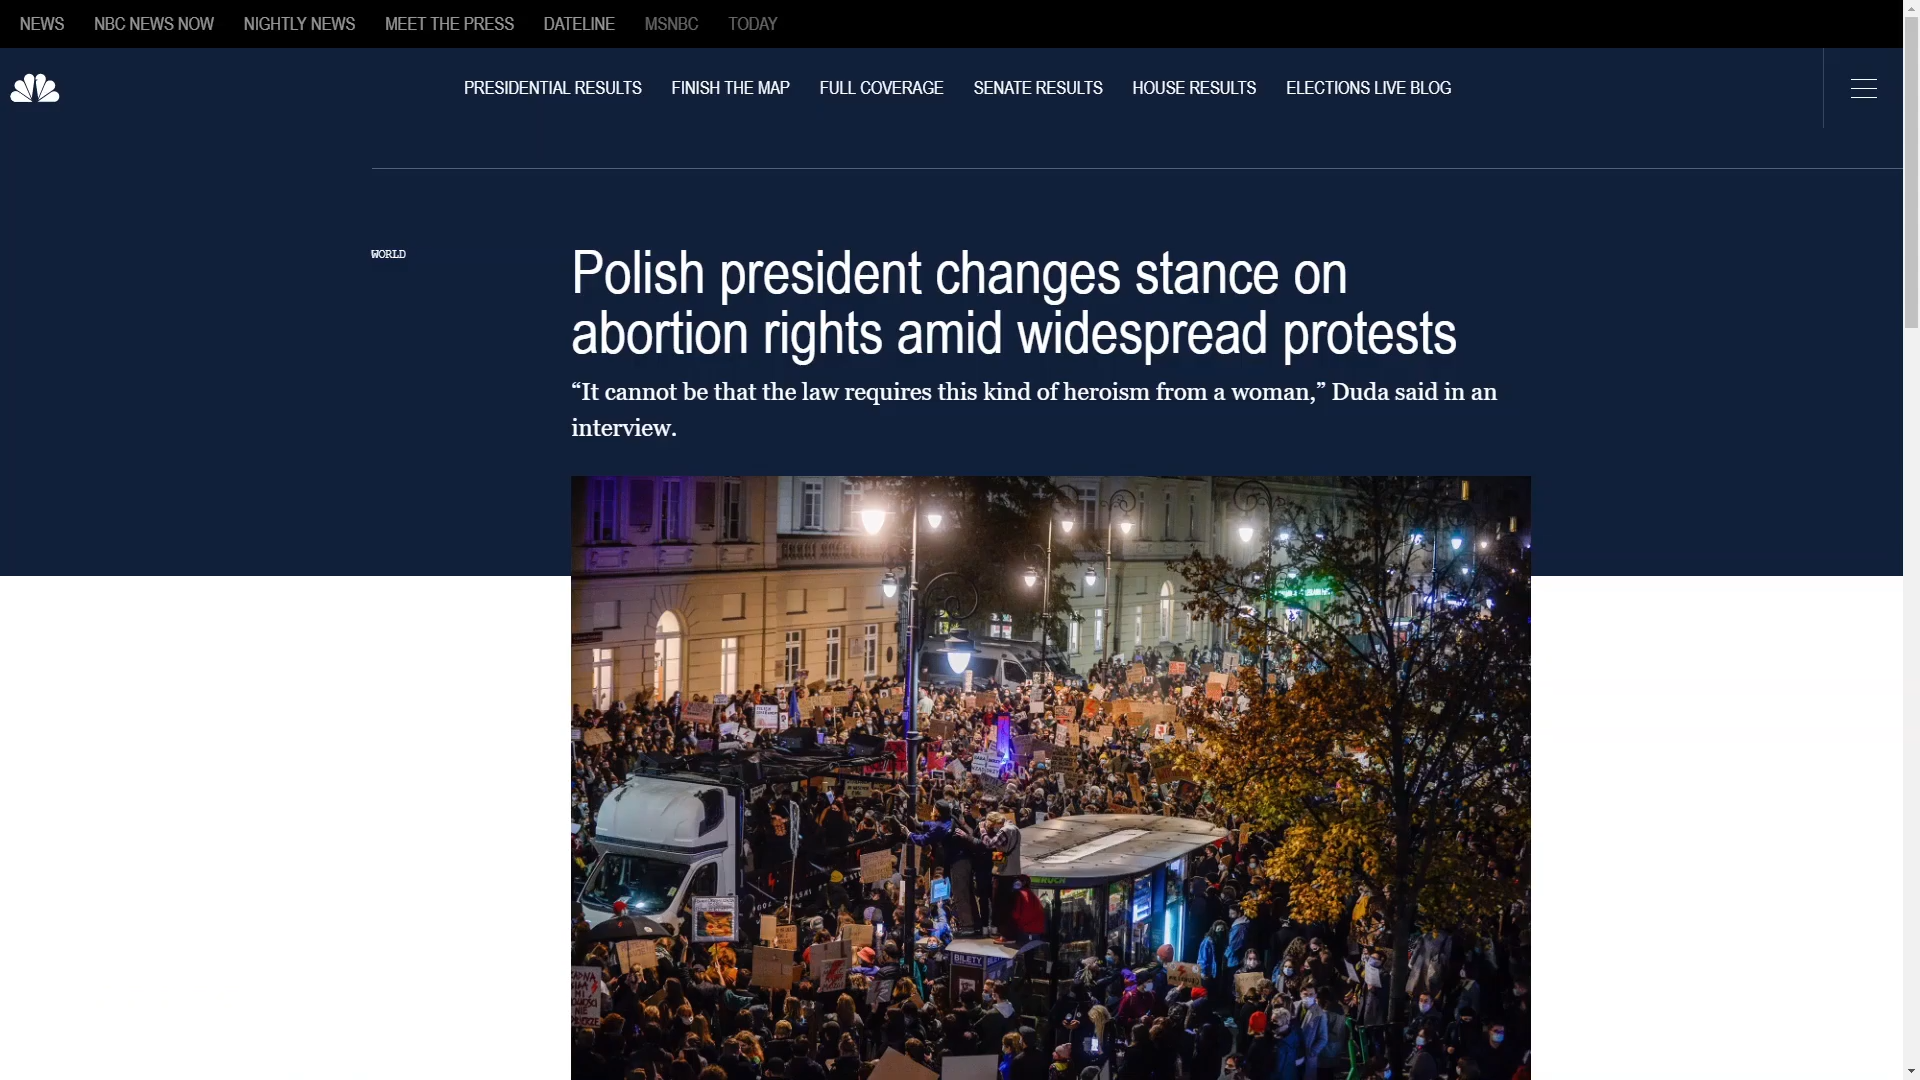 NEWS NBC NEWS NOW NIGHTLY NEWS MEET THE PRESS DATELINE MSNBC TODAY
PRESIDENTIAL RESULTS FINISH THE MAP FULL COVERAGE SENATE RESULTS HOUSE RESULTS ELECTIONS LIVE BLOG
WORLD
Polish president changes stance on
abortion rights amid widespread protests
“It cannot be that the law requires this kind of heroism from a woman,” Duda said in an
interview.
RUCH
BILETY